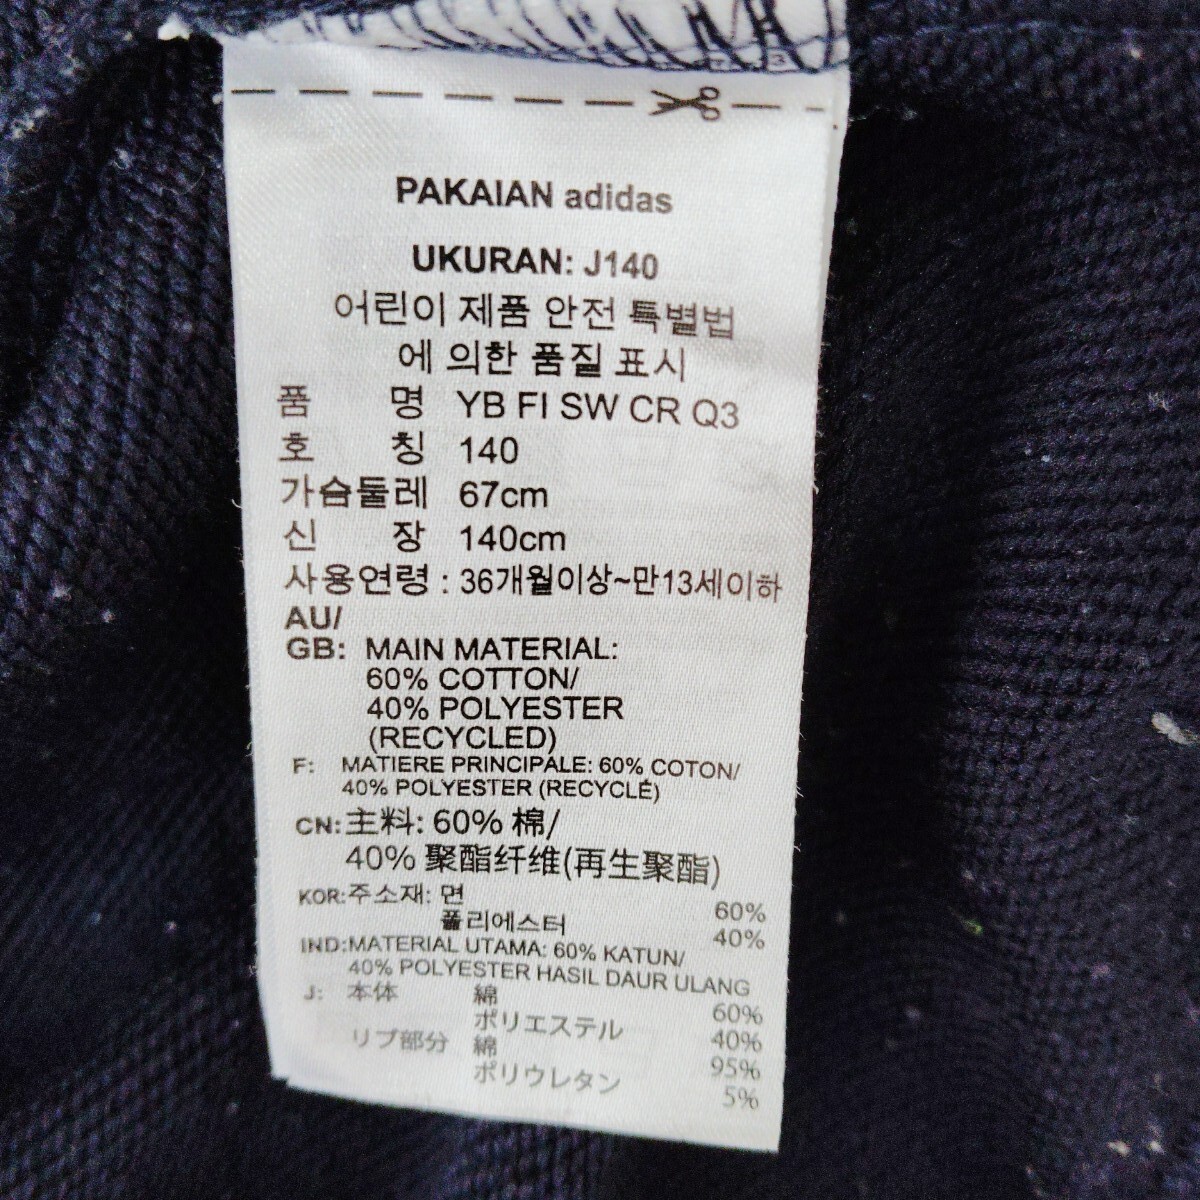 PAKAIAN adidas
UKURAN: J140
어린이 제품 안전 특별법
에 의한 품질 표시
품 명 YB FI SW CR Q3
호 칭 140
가슴둘레 67cm
신 장 140cm
사용연령 : 36개월이상~만13세이하
AU/
GB: MAIN MATERIAL:
60% COTTON/
40% POLYESTER
(RECYCLED)
F: MATIERE PRINCIPALE: 60% COTON/
40% POLYESTER (RECYCLÉ)
CN: 主料: 60% 棉/
40% 聚酯纤维(再生聚酯)
KOR: 주소재: 면 60%
폴리에스터 40%
IND: MATERIAL UTAMA: 60% KATUN/
40% POLYESTER HASIL DAUR ULANG
J: 本体 綿 60%
ポリエステル 40%
リブ部分 綿 95%
ポリウレタン 5%